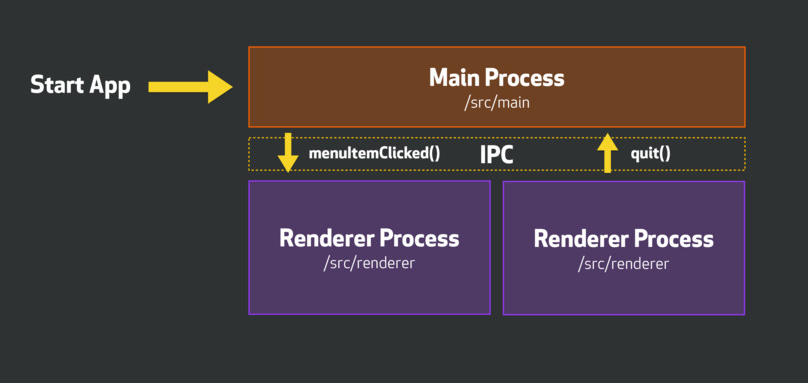 Start App
Main Process
/src/main
menuItemClicked()
IPC
quit()
Renderer Process
/src/renderer
Renderer Process
/src/renderer